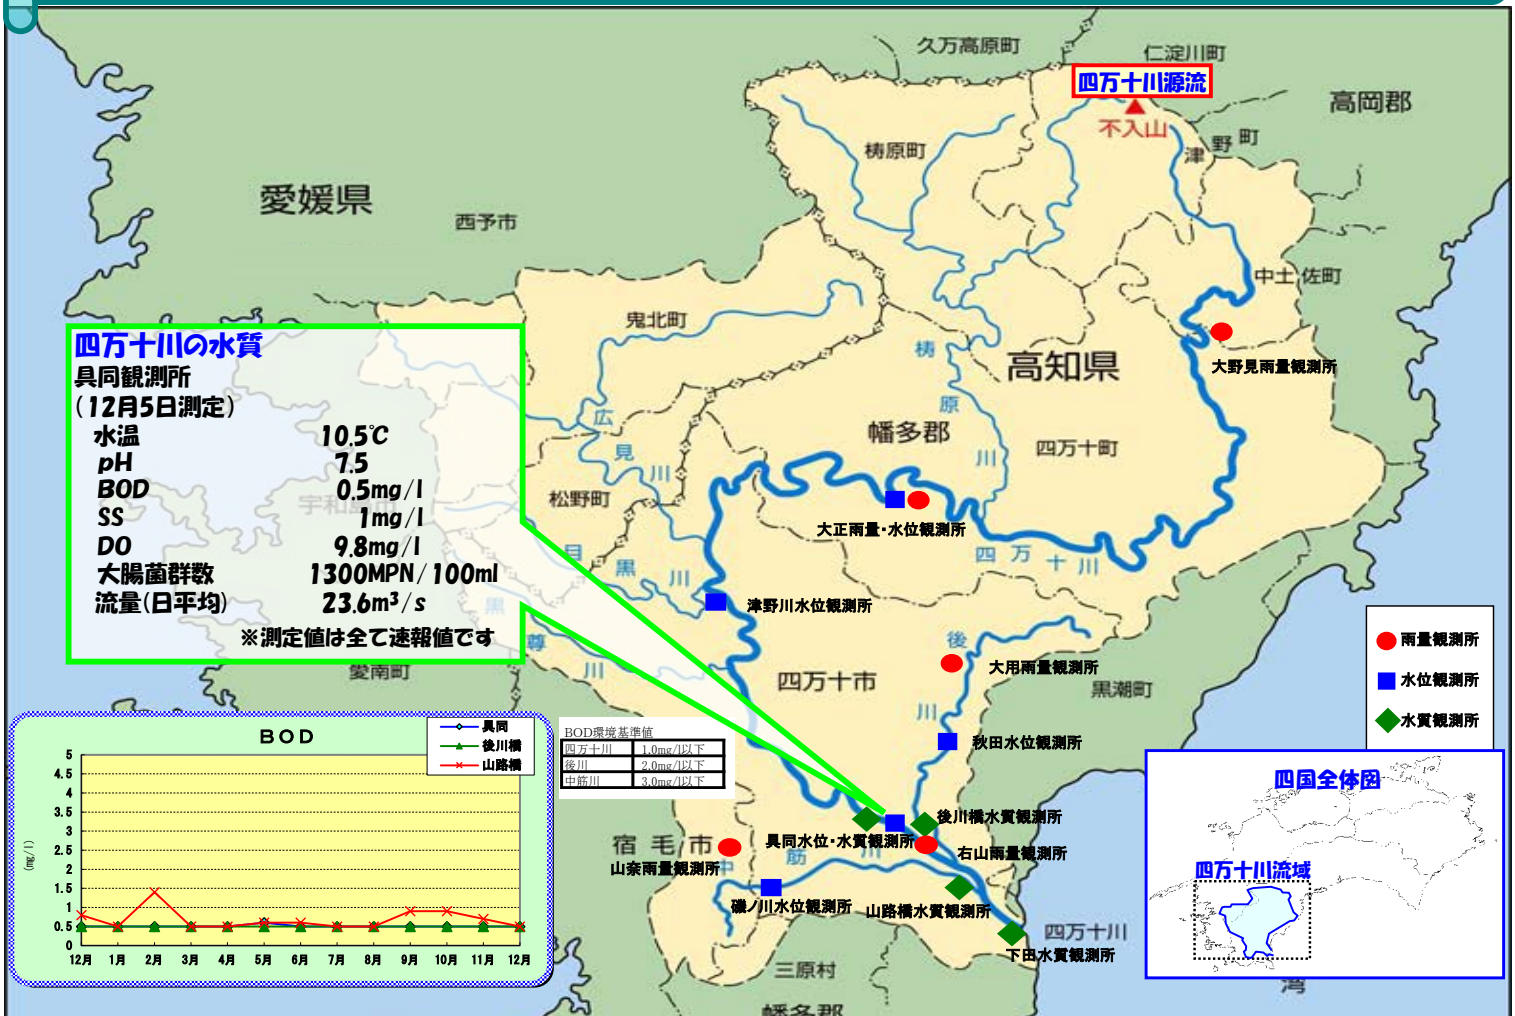 久万高原町
仁淀川町
四万十川源流
高岡郡
不入山
津野町
梼原町
愛媛県
西予市
中土佐町
鬼北町
大野見雨量観測所
高知県
梼原川
幡多郡
四万十町
広見川
松野町
宇和島市
大正雨量・水位観測所
四万十川
目黒川
津野川水位観測所
黒尊川
後川
大用雨量観測所
愛南町
四万十市
黒潮町
秋田水位観測所
後川橋水質観測所
具同水位・水質観測所
右山雨量観測所
宿毛市
山奈雨量観測所
中筋川
磯ノ川水位観測所
山路橋水質観測所
四万十川
下田水質観測所
三原村
幡多郡
湾
四万十川の水質
具同観測所
(12月5日測定)
水温 10.5℃
pH 7.5
BOD 0.5mg/l
SS 1mg/l
DO 9.8mg/l
大腸菌群数 1300MPN/100ml
流量(日平均) 23.6m³/s
※測定値は全て速報値です
雨量観測所
水位観測所
水質観測所
四国全体図
四万十川流域
BOD
具同
後川橋
山路橋
(mg/l)
5
4.5
4
3.5
3
2.5
2
1.5
1
0.5
0
12月 1月 2月 3月 4月 5月 6月 7月 8月 9月 10月 11月 12月
BOD環境基準値
四万十川 1.0mg/l以下
後川 2.0mg/l以下
中筋川 3.0mg/l以下